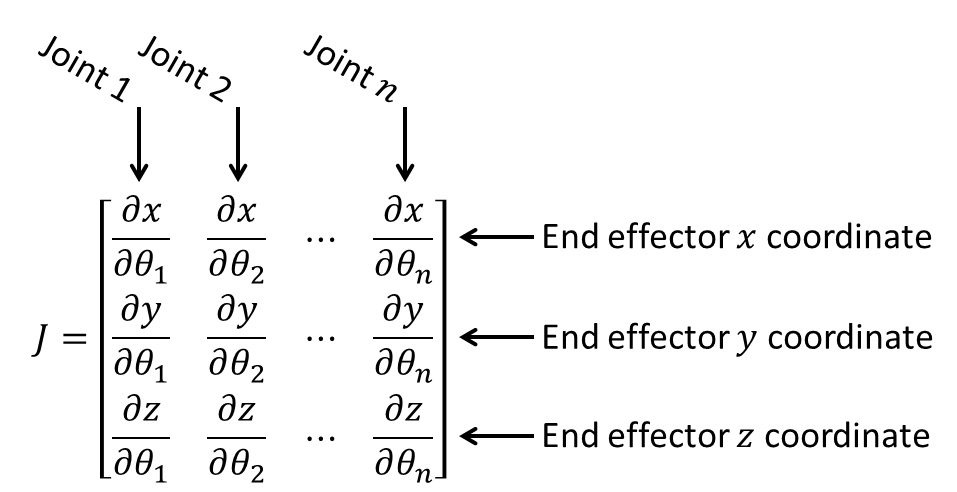 Joint 1 Joint 2 Joint n
∂x/∂θ₁ ∂x/∂θ₂ ⋯ ∂x/∂θₙ End effector x coordinate
J = ∂y/∂θ₁ ∂y/∂θ₂ ⋯ ∂y/∂θₙ End effector y coordinate
∂z/∂θ₁ ∂z/∂θ₂ ⋯ ∂z/∂θₙ End effector z coordinate